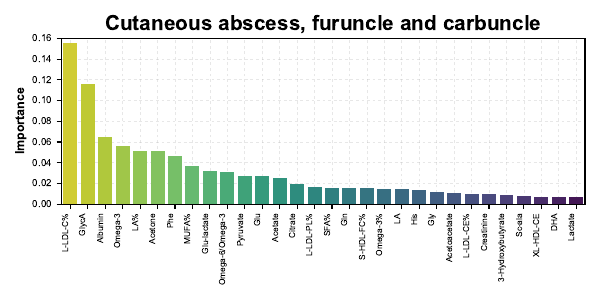 Cutaneous abscess, furuncle and carbuncle
Importance
0.16
0.14
0.12
0.10
0.08
0.06
0.04
0.02
0.00
L-LDL-C%
GlycA
Albumin
Omega-3
LA%
Acetone
Phe
MUFA%
Glu-lactate
Omega-6/Omega-3
Pyruvate
Glu
Acetate
Citrate
L-LDL-PL%
SFA%
Gln
S-HDL-FC%
Omega-3%
LA
His
Gly
Acetoacetate
L-LDL-CE%
Creatinine
3-Hydroxybutyrate
XL-HDL-CE
DHA
Lactate